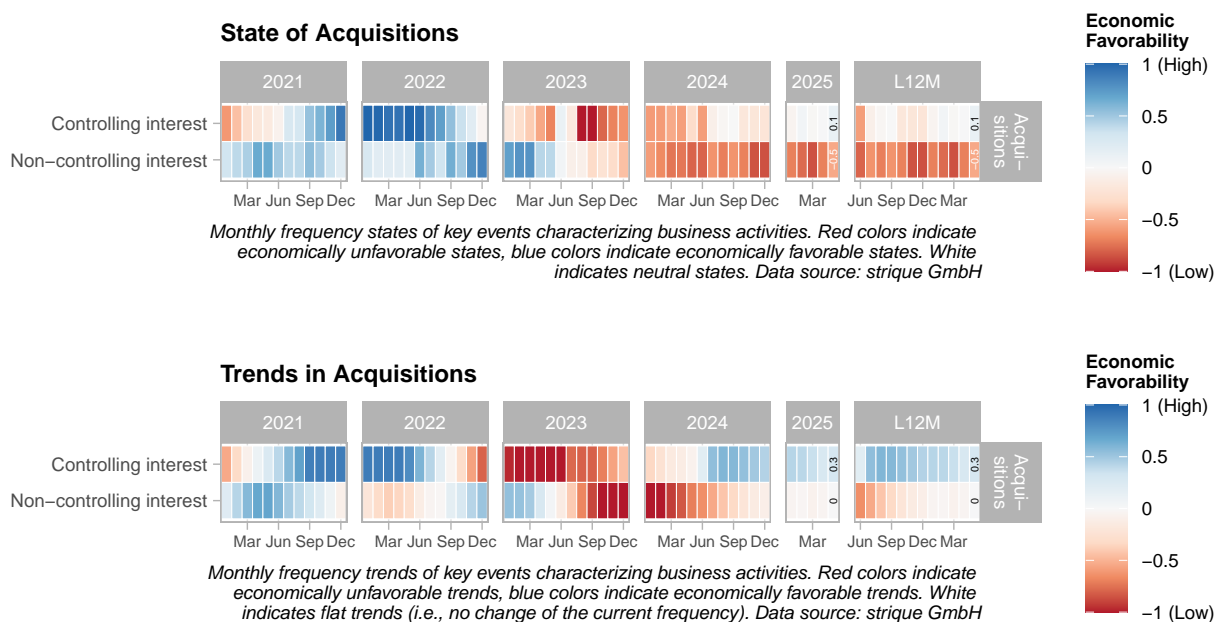 State of Acquisitions
2021 2022 2023 2024 2025 L12M
Controlling interest
Non−controlling interest
0.1 0.1
−0.5 −0.5
Acqui−
sitions
Mar Jun Sep Dec Mar Jun Sep Dec Mar Jun Sep Dec Mar Jun Sep Dec Mar Jun Sep Dec Mar
Monthly frequency states of key events characterizing business activities. Red colors indicate
economically unfavorable states, blue colors indicate economically favorable states. White
indicates neutral states. Data source: strique GmbH
Economic
Favorability
1 (High)
0.5
0
−0.5
−1 (Low)
Trends in Acquisitions
2021 2022 2023 2024 2025 L12M
Controlling interest
Non−controlling interest
0.3 0.3
0 0
Acqui−
sitions
Mar Jun Sep Dec Mar Jun Sep Dec Mar Jun Sep Dec Mar Jun Sep Dec Mar Jun Sep Dec Mar
Monthly frequency trends of key events characterizing business activities. Red colors indicate
economically unfavorable trends, blue colors indicate economically favorable trends. White
indicates flat trends (i.e., no change of the current frequency). Data source: strique GmbH
Economic
Favorability
1 (High)
0.5
0
−0.5
−1 (Low)